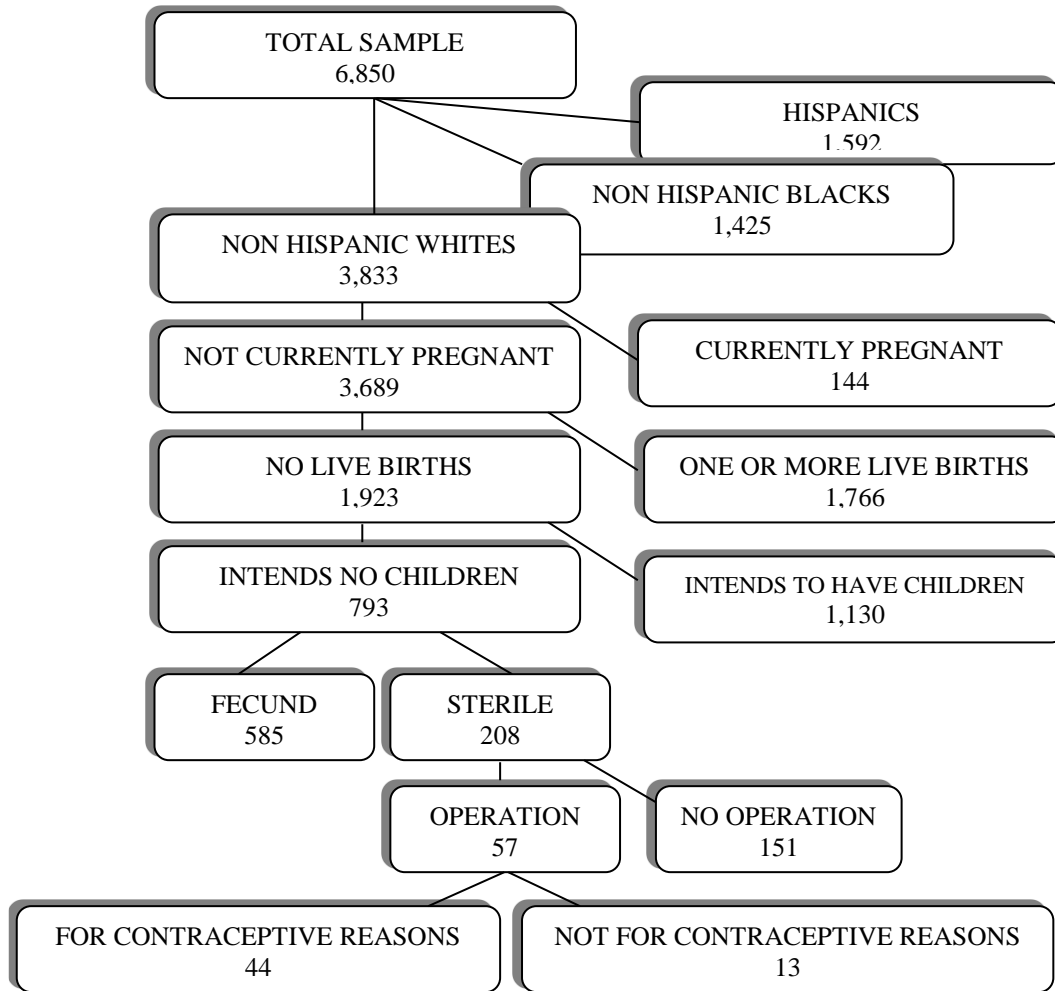 TOTAL SAMPLE
6,850
HISPANICS
1,592
NON HISPANIC BLACKS
1,425
NON HISPANIC WHITES
3,833
NOT CURRENTLY PREGNANT
3,689
CURRENTLY PREGNANT
144
NO LIVE BIRTHS
1,923
ONE OR MORE LIVE BIRTHS
1,766
INTENDS NO CHILDREN
793
INTENDS TO HAVE CHILDREN
1,130
FECUND
585
STERILE
208
OPERATION
57
NO OPERATION
151
FOR CONTRACEPTIVE REASONS
44
NOT FOR CONTRACEPTIVE REASONS
13